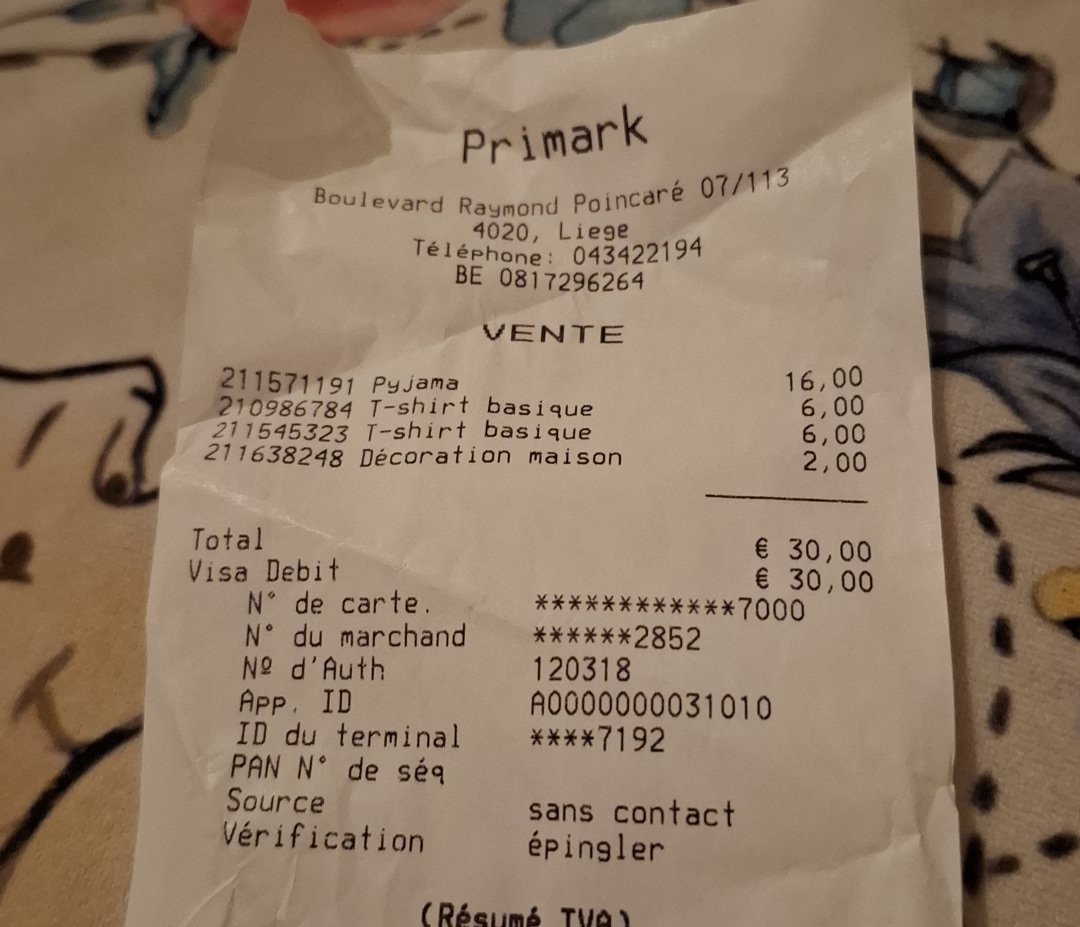 Primark
Boulevard Raymond Poincaré 07/113
4020, Liege
Téléphone: 043422194
BE 0817296264
VENTE
211571191 Pyjama 16,00
210986784 T-shirt basique 6,00
211545323 T-shirt basique 6,00
211638248 Décoration maison 2,00
Total € 30,00
Visa Debit € 30,00
N° de carte. ************7000
N° du marchand ******2852
Nº d'Auth 120318
App. ID A0000000031010
ID du terminal ****7192
PAN N° de séq
Source sans contact
Vérification épingler
(Résumé TVA)